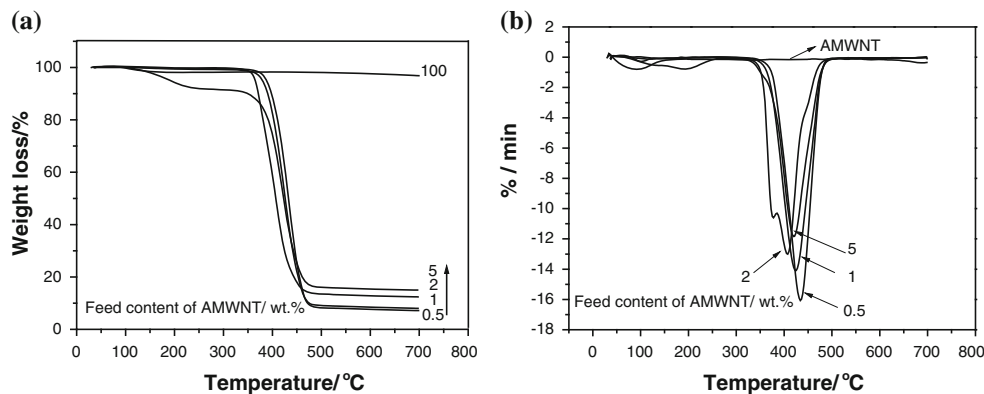 (a)
Weight loss/%
100
80
60
40
20
0
100
5
2
1
0.5
Feed content of AMWNT/ wt.%
0 100 200 300 400 500 600 700 800
Temperature/ °C
(b)
% / min
2
0
-2
-4
-6
-8
-10
-12
-14
-16
-18
AMWNT
5
2
1
0.5
Feed content of AMWNT/ wt.%
0 100 200 300 400 500 600 700 800
Temperature/ °C